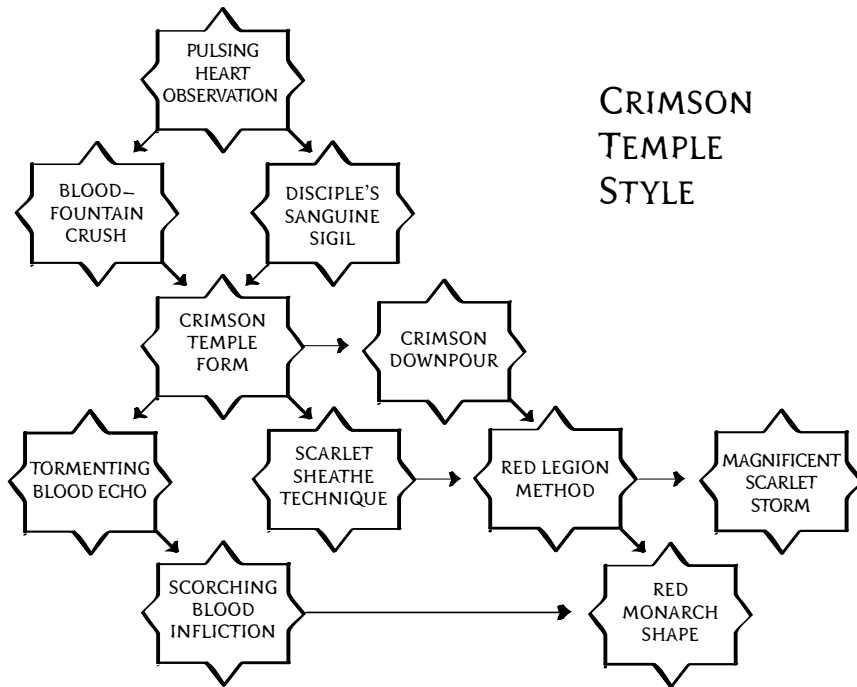 PULSING
HEART
OBSERVATION
CRIMSON
TEMPLE
STYLE
BLOOD–
FOUNTAIN
CRUSH
DISCIPLE'S
SANGUINE
SIGIL
CRIMSON
TEMPLE
FORM
CRIMSON
DOWNPOUR
TORMENTING
BLOOD ECHO
SCARLET
SHEATHE
TECHNIQUE
RED LEGION
METHOD
MAGNIFICENT
SCARLET
STORM
SCORCHING
BLOOD
INFLICTION
RED
MONARCH
SHAPE